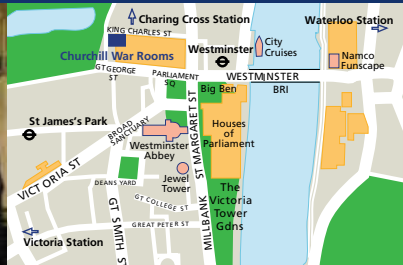 Charing Cross Station
Waterloo Station
KING CHARLES ST
Churchill War Rooms
Westminster
City
Cruises
Namco
Funscape
GT GEORGE
ST
PARLIAMENT
SQ
WESTMINSTER
BRI
Big Ben
St James's Park
BROAD
SANCTUARY
ST MARGARET ST
Houses
of
Parliament
Westminster
Abbey
VICTORIA ST
Jewel
Tower
DEANS YARD
The
Victoria
Tower
Gdns
GT COLLEGE ST
GT SMITH ST
MILLBANK
GREAT PETER ST
Victoria Station